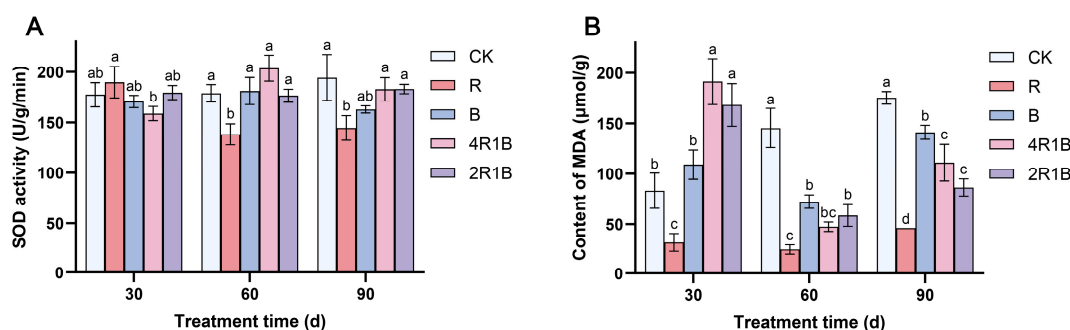 A
SOD activity (U/g/min)
200
150
100
50
0
ab
a
ab
b
ab
a
b
a
a
a
a
b
ab
a
a
30
60
90
Treatment time (d)
CK
R
B
4R1B
2R1B
B
Content of MDA (μmol/g)
200
150
100
50
0
b
c
b
a
a
a
c
b
bc
b
a
d
b
c
c
30
60
90
Treatment time (d)
CK
R
B
4R1B
2R1B